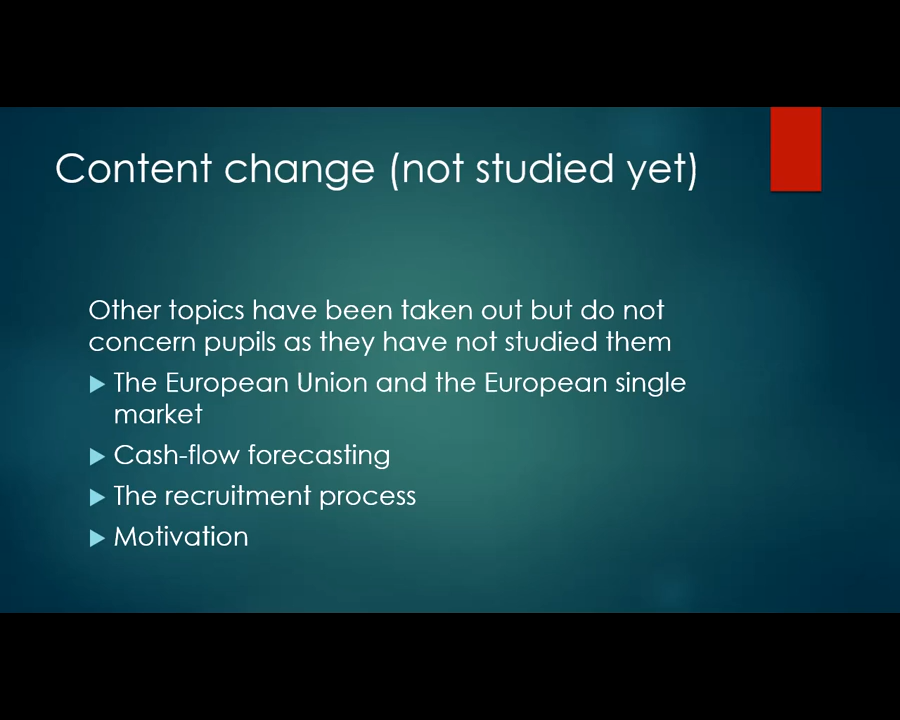 Content change (not studied yet)
Other topics have been taken out but do not
concern pupils as they have not studied them
The European Union and the European single
market
Cash-flow forecasting
The recruitment process
Motivation